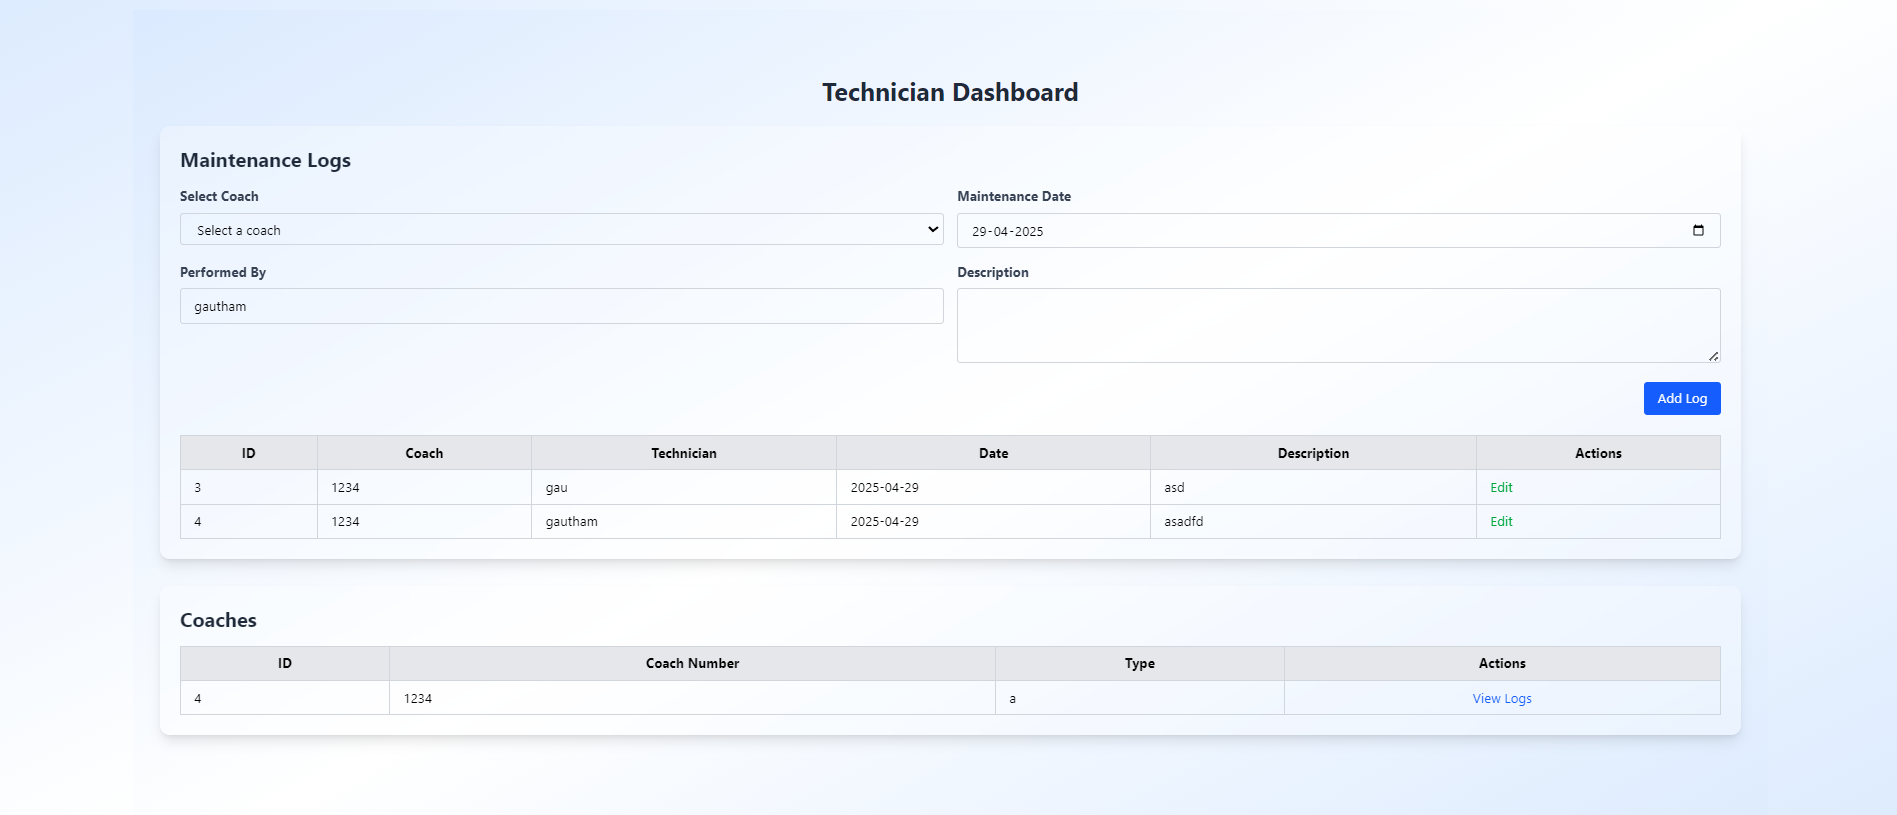 Technician Dashboard
Maintenance Logs
Select Coach Maintenance Date
Select a coach 29-04-2025
Performed By Description
gautham
Add Log
ID Coach Technician Date Description Actions
3 1234 gau 2025-04-29 asd Edit
4 1234 gautham 2025-04-29 asadfd Edit
Coaches
ID Coach Number Type Actions
4 1234 a View Logs